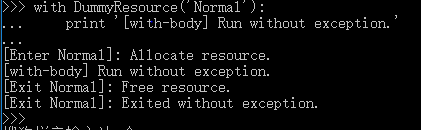 >>> with DummyResource('Normal'):
...     print '[with-body] Run without exception.'
...
[Enter Normal]: Allocate resource.
[with-body] Run without exception.
[Exit Normal]: Free resource.
[Exit Normal]: Exited without exception.
>>>